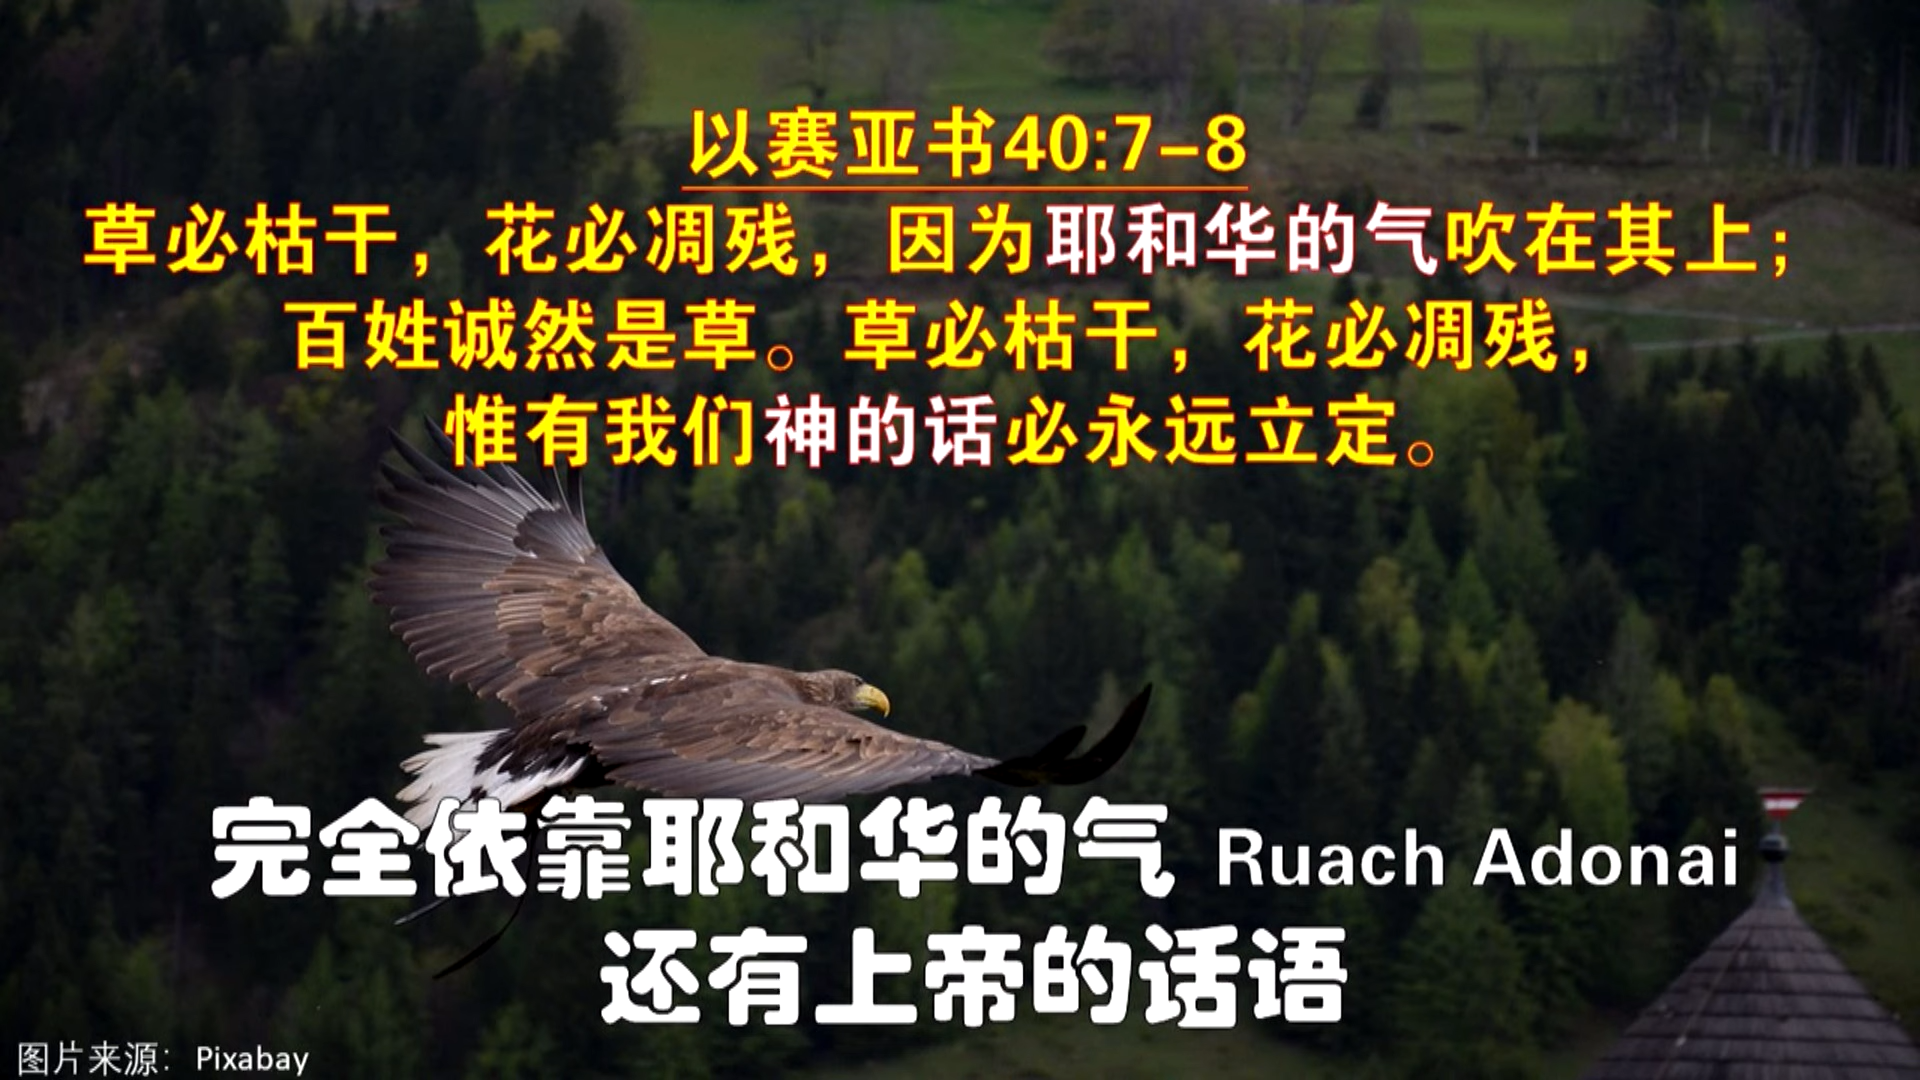 以赛亚书40:7-8
草必枯干，花必凋残，因为耶和华的气吹在其上；
百姓诚然是草。草必枯干，花必凋残，
惟有我们神的话必永远立定。
完全依靠耶和华的气 Ruach Adonai
还有上帝的话语
图片来源：Pixabay